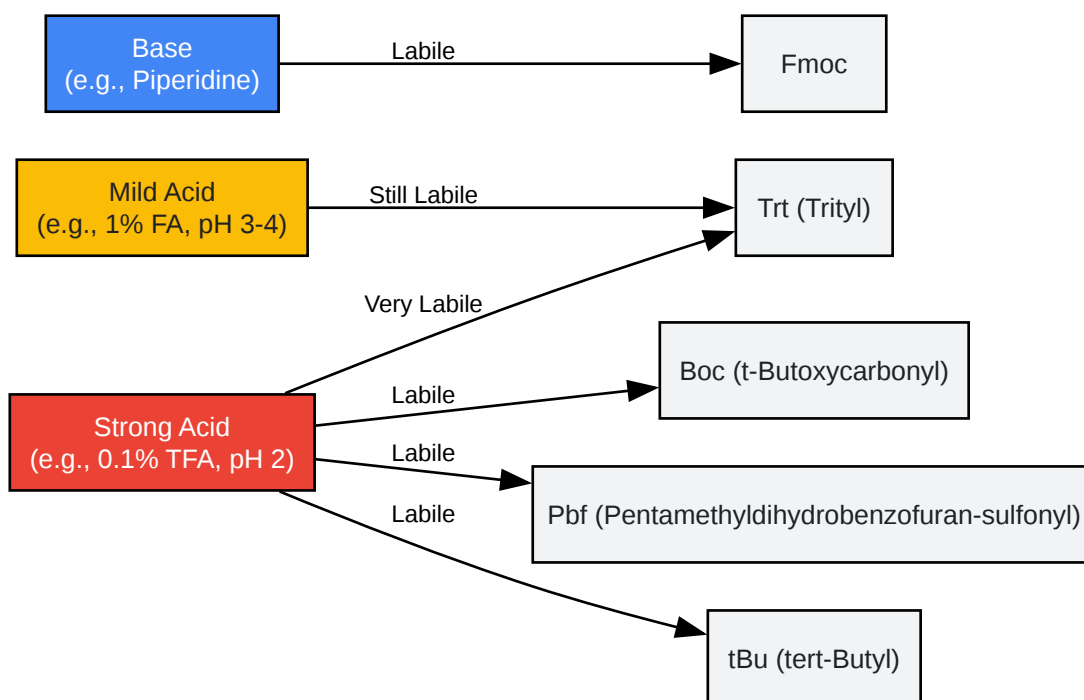 Base
(e.g., Piperidine)
Labile
Fmoc
Mild Acid
(e.g., 1% FA, pH 3-4)
Still Labile
Trt (Trityl)
Very Labile
Boc (t-Butoxycarbonyl)
Labile
Strong Acid
(e.g., 0.1% TFA, pH 2)
Labile
Pbf (Pentamethyldihydrobenzofuran-sulfonyl)
Labile
tBu (tert-Butyl)